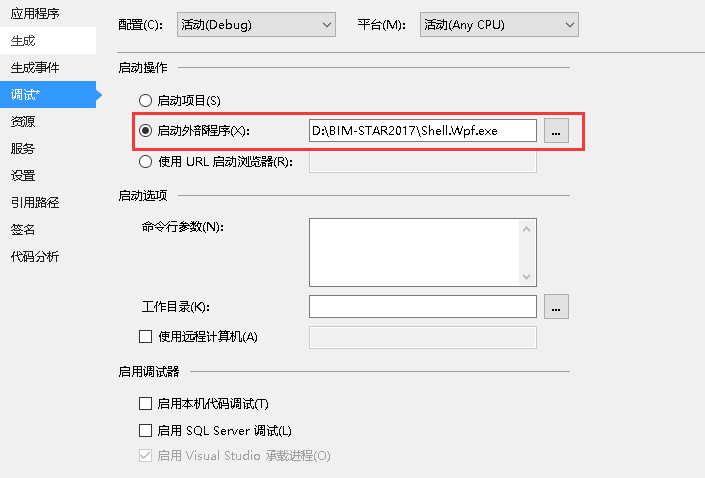 应用程序
生成
生成事件
调试*
资源
服务
设置
引用路径
签名
代码分析
配置(C): 活动(Debug) 平台(M): 活动(Any CPU)
启动操作
启动项目(S)
启动外部程序(X): D:\BIM-STAR2017\Shell.Wpf.exe ...
使用 URL 启动浏览器(R):
启动选项
命令行参数(N):
工作目录(K): ...
使用远程计算机(A)
启用调试器
启用本机代码调试(T)
启用 SQL Server 调试(L)
启用 Visual Studio 承载进程(O)